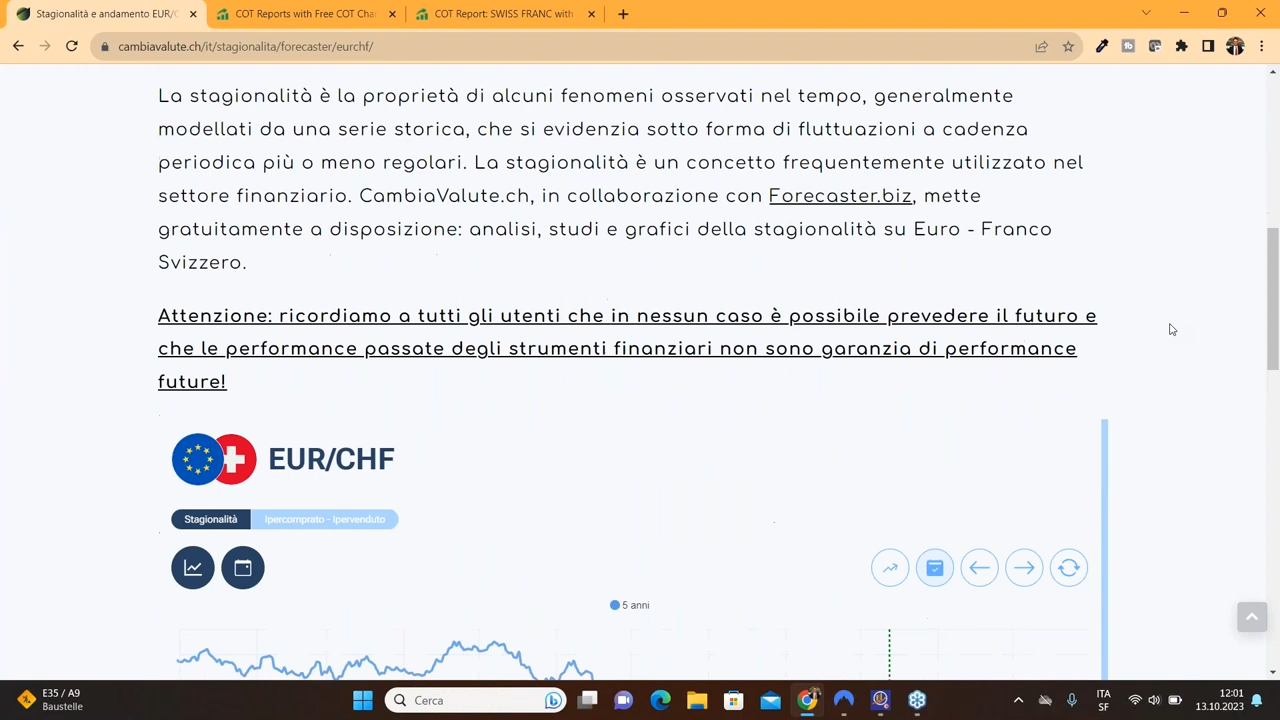 Stagionalità e andamento EUR/C
COT Reports with Free COT Cha
COT Report: SWISS FRANC with
cambiavalute.ch/it/stagionalita/forecaster/eurchf/
La stagionalità è la proprietà di alcuni fenomeni osservati nel tempo, generalmente
modellati da una serie storica, che si evidenzia sotto forma di fluttuazioni a cadenza
periodica più o meno regolari. La stagionalità è un concetto frequentemente utilizzato nel
settore finanziario. CambiaValute.ch, in collaborazione con Forecaster.biz, mette
gratuitamente a disposizione: analisi, studi e grafici della stagionalità su Euro - Franco
Svizzero.
Attenzione: ricordiamo a tutti gli utenti che in nessun caso è possibile prevedere il futuro e
che le performance passate degli strumenti finanziari non sono garanzia di performance
future!
EUR/CHF
Stagionalità Ipercomprato - Ipervenduto
5 anni
E35 / A9
Baustelle
Cerca
ITA
SF
12:01
13.10.2023